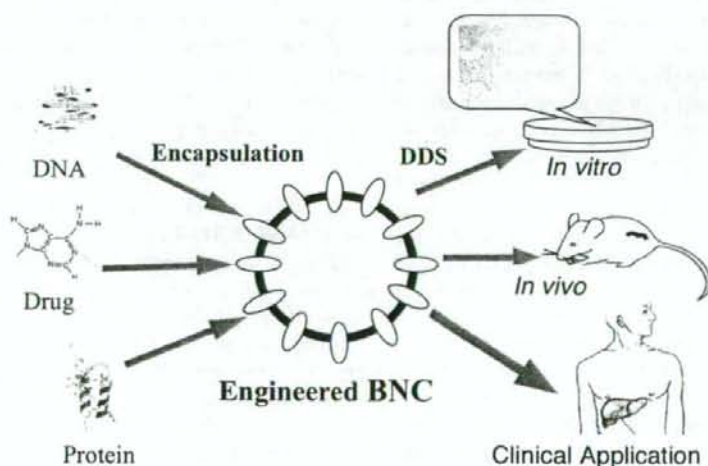 DNA
Encapsulation
DDS
In vitro
H
N-H
H
N
N
N
N
H
Drug
In vivo
Engineered BNC
Protein
Clinical Application